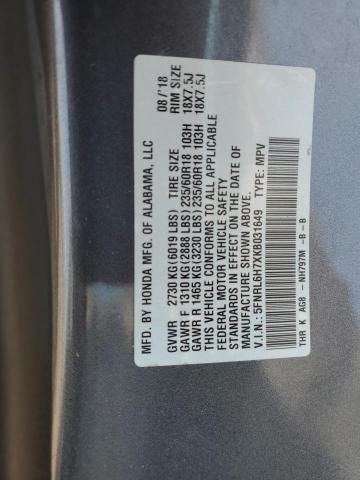 MFD. BY HONDA MFG. OF ALABAMA, LLC 08/'18
GVWR 2730 KG(6019 LBS) TIRE SIZE RIM SIZE
GAWR F 1310 KG(2888 LBS) 235/60R18 103H 18X7.5J
GAWR R 1465 KG(3230 LBS) 235/60R18 103H 18X7.5J
THIS VEHICLE CONFORMS TO ALL APPLICABLE
FEDERAL MOTOR VEHICLE SAFETY
STANDARDS IN EFFECT ON THE DATE OF
MANUFACTURE SHOWN ABOVE.
V.I.N.: 5FNRL6H7XKB031649 TYPE: MPV
THR K AG8 -NH797M -B-B